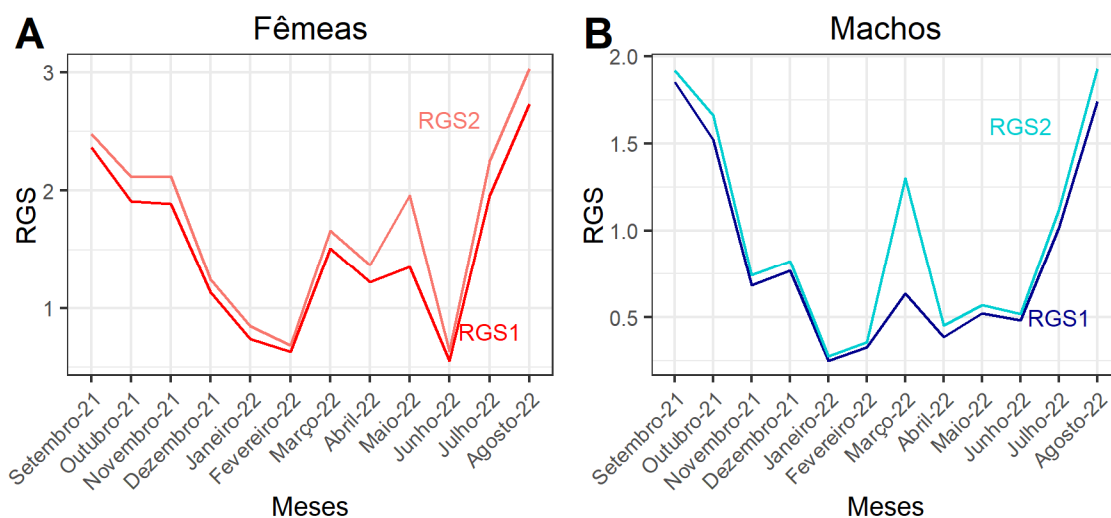 A
Fêmeas
3
2
1
RGS
RGS2
RGS1
Setembro-21
Outubro-21
Novembro-21
Dezembro-21
Janeiro-22
Fevereiro-22
Março-22
Abril-22
Maio-22
Junho-22
Julho-22
Agosto-22
Meses
B
Machos
2.0
1.5
1.0
0.5
RGS
RGS2
RGS1
Setembro-21
Outubro-21
Novembro-21
Dezembro-21
Janeiro-22
Fevereiro-22
Março-22
Abril-22
Maio-22
Junho-22
Julho-22
Agosto-22
Meses